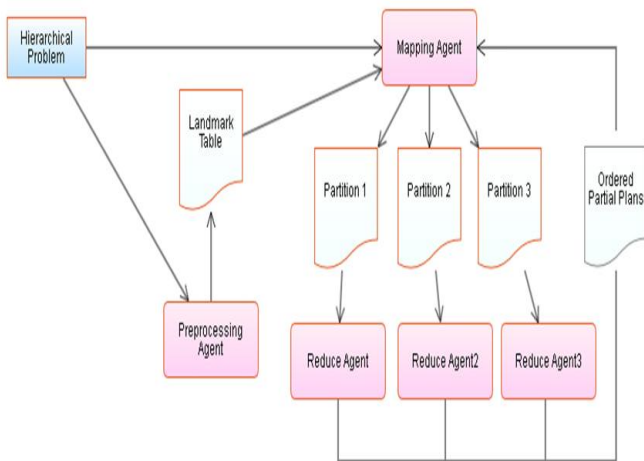 Hierarchical
Problem
Mapping Agent
Landmark
Table
Partition 1
Partition 2
Partition 3
Ordered
Partial Plans
Preprocessing
Agent
Reduce Agent
Reduce Agent2
Reduce Agent3